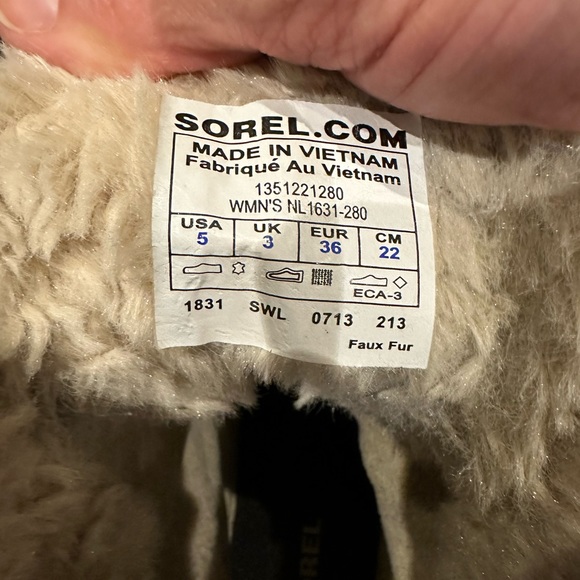 SOREL.COM
MADE IN VIETNAM
Fabriqué Au Vietnam
1351221280
WMN'S NL1631-280
USA UK EUR CM
5 3 36 22
ECA-3
1831 SWL 0713 213
Faux Fur
REL